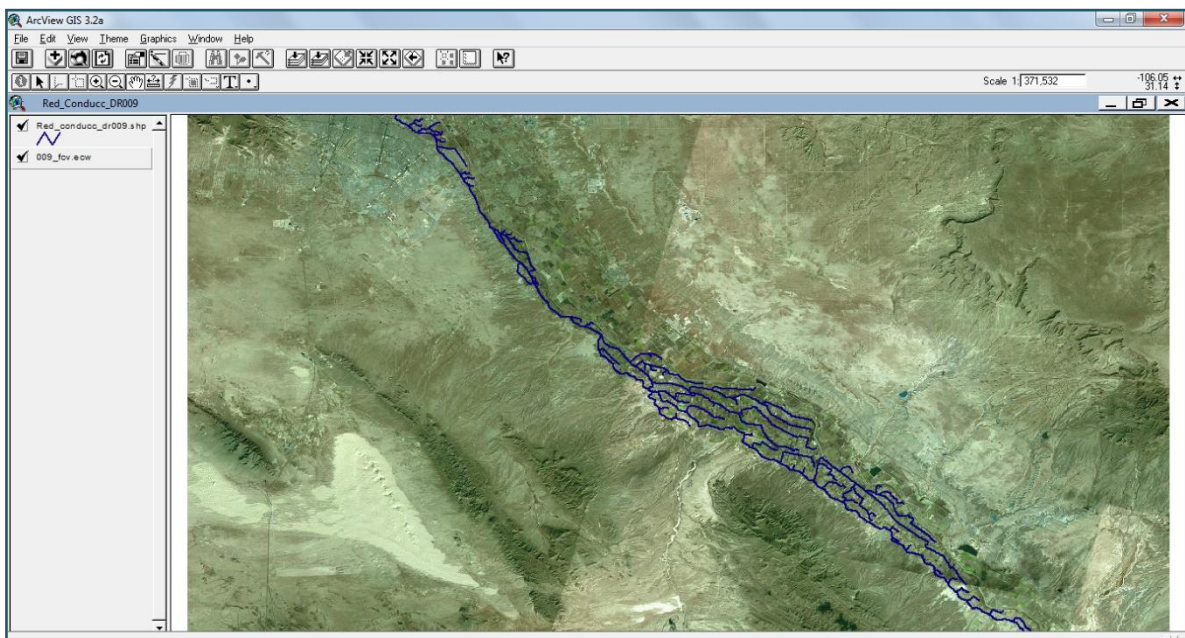 ArcView GIS 3.2a
File Edit View Theme Graphics Window Help
Scale 1: 371,532
-106.05
31.14
Red_Conducc_DR009
Red_conducc_dr009.shp
009_fcv.ecw